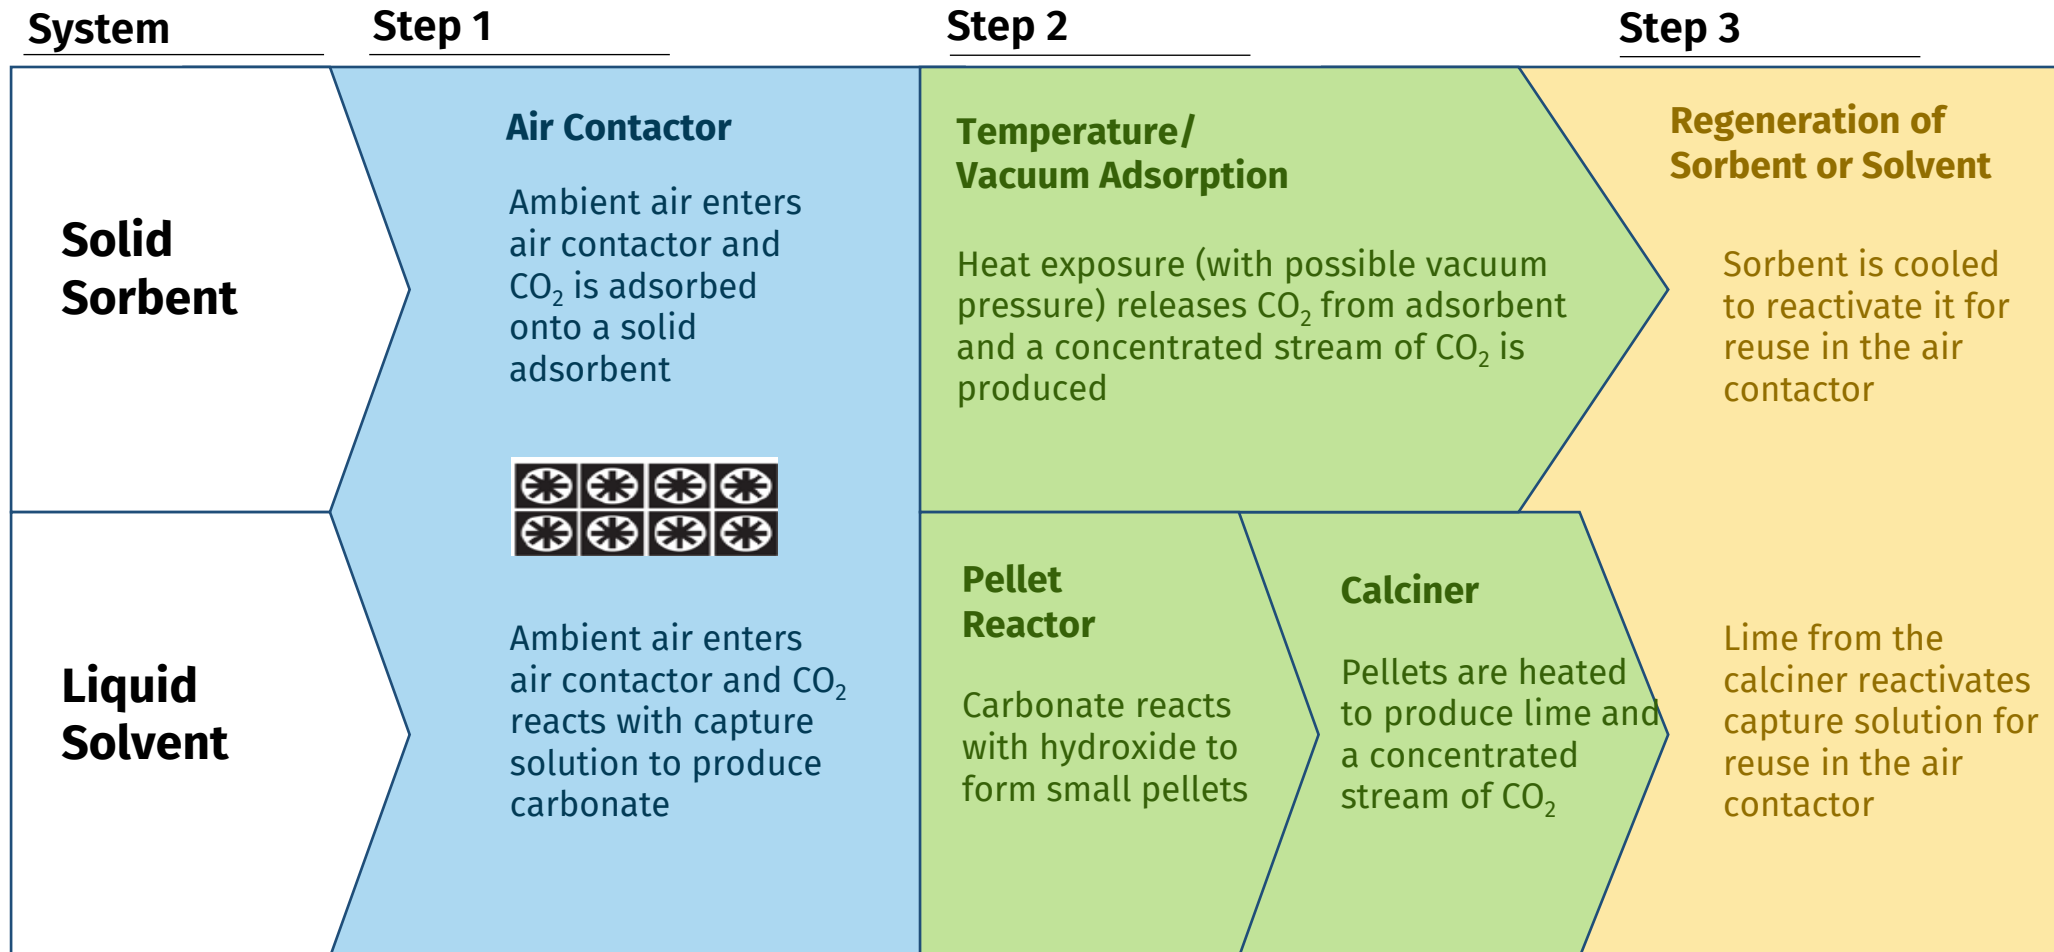 System
Step 1
Step 2
Step 3
Solid
Sorbent
Air Contactor
Ambient air enters
air contactor and
CO₂ is adsorbed
onto a solid
adsorbent
Temperature/
Vacuum Adsorption
Heat exposure (with possible vacuum
pressure) releases CO₂ from adsorbent
and a concentrated stream of CO₂ is
produced
Regeneration of
Sorbent or Solvent
Sorbent is cooled
to reactivate it for
reuse in the air
contactor
Liquid
Solvent
Ambient air enters
air contactor and CO₂
reacts with capture
solution to produce
carbonate
Pellet
Reactor
Carbonate reacts
with hydroxide to
form small pellets
Calciner
Pellets are heated
to produce lime and
a concentrated
stream of CO₂
Lime from the
calciner reactivates
capture solution for
reuse in the air
contactor